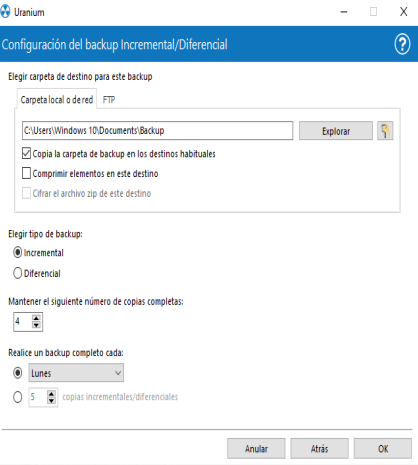 Uranium
Configuración del backup Incremental/Diferencial
Elegir carpeta de destino para este backup
Carpeta local o de red FTP
C:\Users\Windows 10\Documents\Backup Explorar
Copia la carpeta de backup en los destinos habituales
Comprimir elementos en este destino
Cifrar el archivo zip de este destino
Elegir tipo de backup:
Incremental
Diferencial
Mantener el siguiente número de copias completas:
4
Realice un backup completo cada:
Lunes
5 copias incrementales/diferenciales
Anular Atrás OK